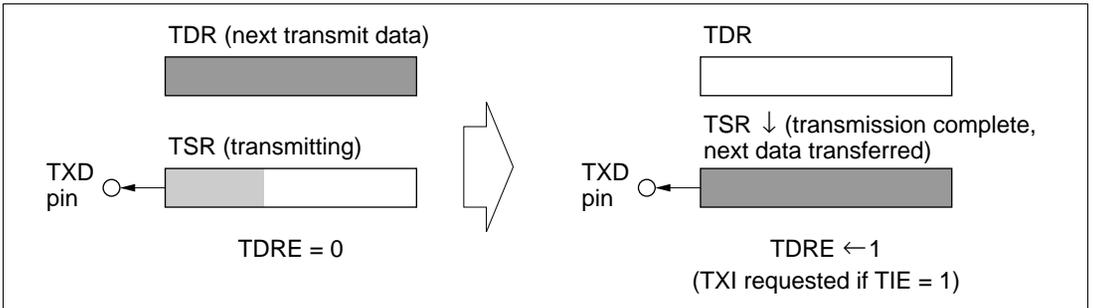 TDR (next transmit data)
TSR (transmitting)
TXD
pin
TDRE = 0
TDR
TSR ↓ (transmission complete,
next data transferred)
TXD
pin
TDRE ←1
(TXI requested if TIE = 1)